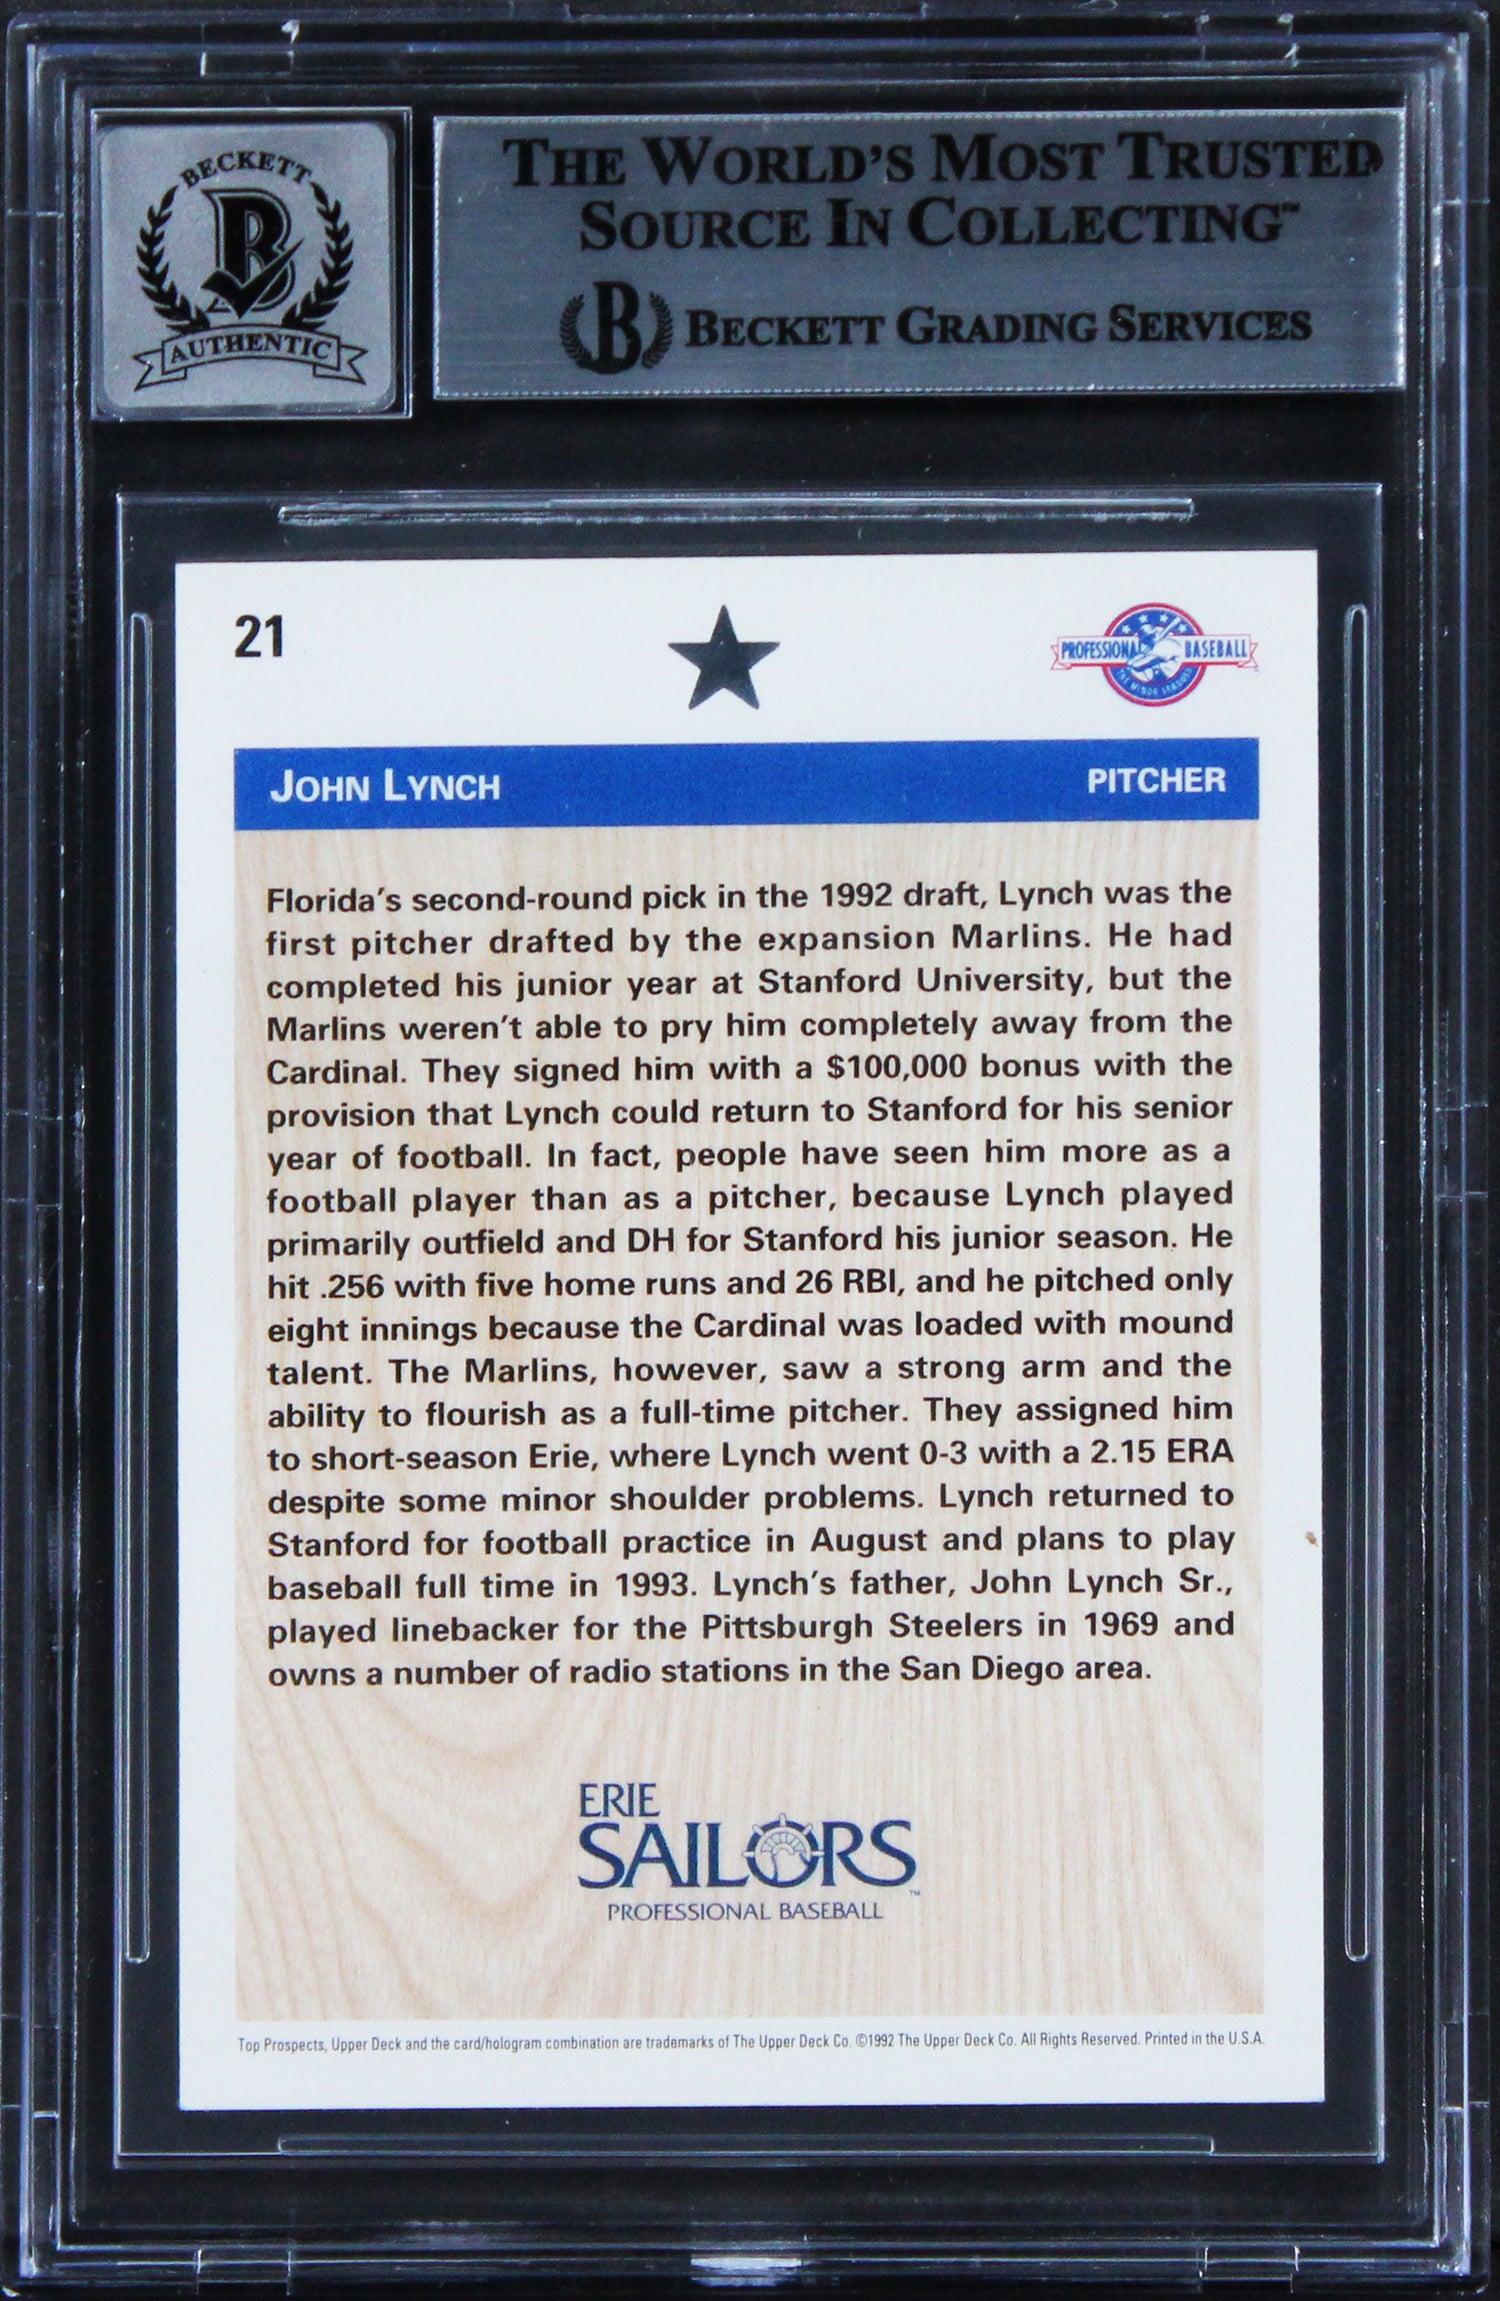 BECKETT
AUTHENTIC
THE WORLD'S MOST TRUSTED
SOURCE IN COLLECTING™
B BECKETT GRADING SERVICES
21
PROFESSIONAL BASEBALL
THE MINOR LEAGUES
JOHN LYNCH PITCHER
Florida's second-round pick in the 1992 draft, Lynch was the
first pitcher drafted by the expansion Marlins. He had
completed his junior year at Stanford University, but the
Marlins weren't able to pry him completely away from the
Cardinal. They signed him with a $100,000 bonus with the
provision that Lynch could return to Stanford for his senior
year of football. In fact, people have seen him more as a
football player than as a pitcher, because Lynch played
primarily outfield and DH for Stanford his junior season. He
hit .256 with five home runs and 26 RBI, and he pitched only
eight innings because the Cardinal was loaded with mound
talent. The Marlins, however, saw a strong arm and the
ability to flourish as a full-time pitcher. They assigned him
to short-season Erie, where Lynch went 0-3 with a 2.15 ERA
despite some minor shoulder problems. Lynch returned to
Stanford for football practice in August and plans to play
baseball full time in 1993. Lynch's father, John Lynch Sr.,
played linebacker for the Pittsburgh Steelers in 1969 and
owns a number of radio stations in the San Diego area.
ERIE
SAILORS™
PROFESSIONAL BASEBALL
Top Prospects, Upper Deck and the card/hologram combination are trademarks of The Upper Deck Co. ©1992 The Upper Deck Co. All Rights Reserved. Printed in the U.S.A.